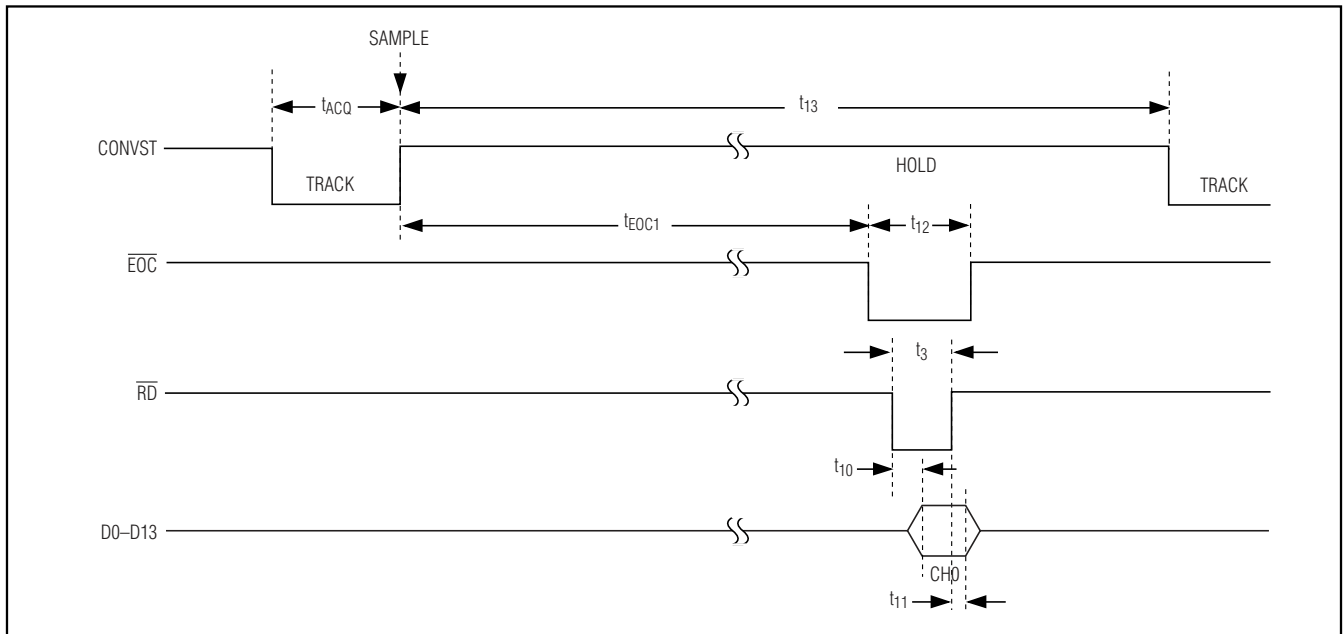 SAMPLE
tACQ
t13
CONVST
TRACK
HOLD
TRACK
tEOC1
t12
EOC
t3
RD
t10
D0–D13
CH0
t11